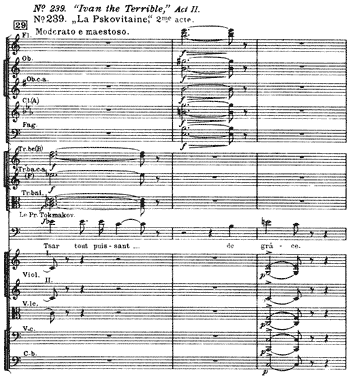 No 239. "Ivan the Terrible," Act II.
No 239. „La Pskovitaine," 2me acte.
29
Moderato e maestoso.
Fl.
Ob.
Ob.c.a.
Cl.(A)
Fag.
Tr-be(B)
Tr-ba.c.a.
(F)
Tr-bni.
Le Pr. Tokmakov.
Tsar tout puis-sant de grâ-ce.
Viol.
II.
V-le.
V-c.
C-b.